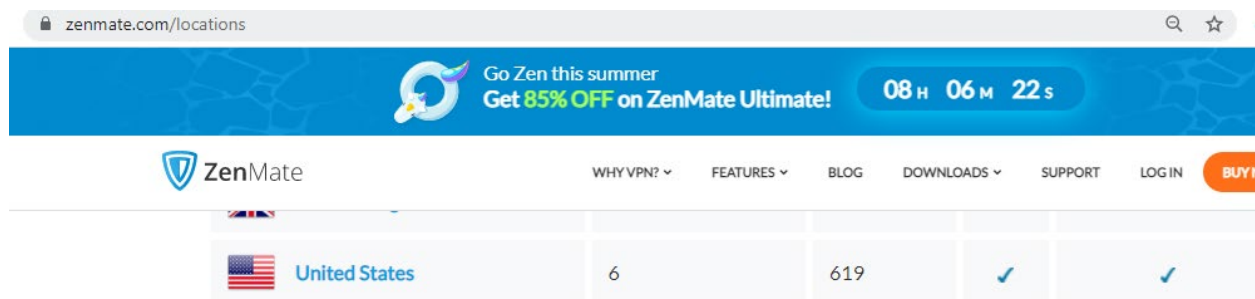 zenmate.com/locations
Go Zen this summer
Get 85% OFF on ZenMate Ultimate!
08 H 06 M 22 S
ZenMate
WHY VPN?
FEATURES
BLOG
DOWNLOADS
SUPPORT
LOG IN
BUY
United States
6
619